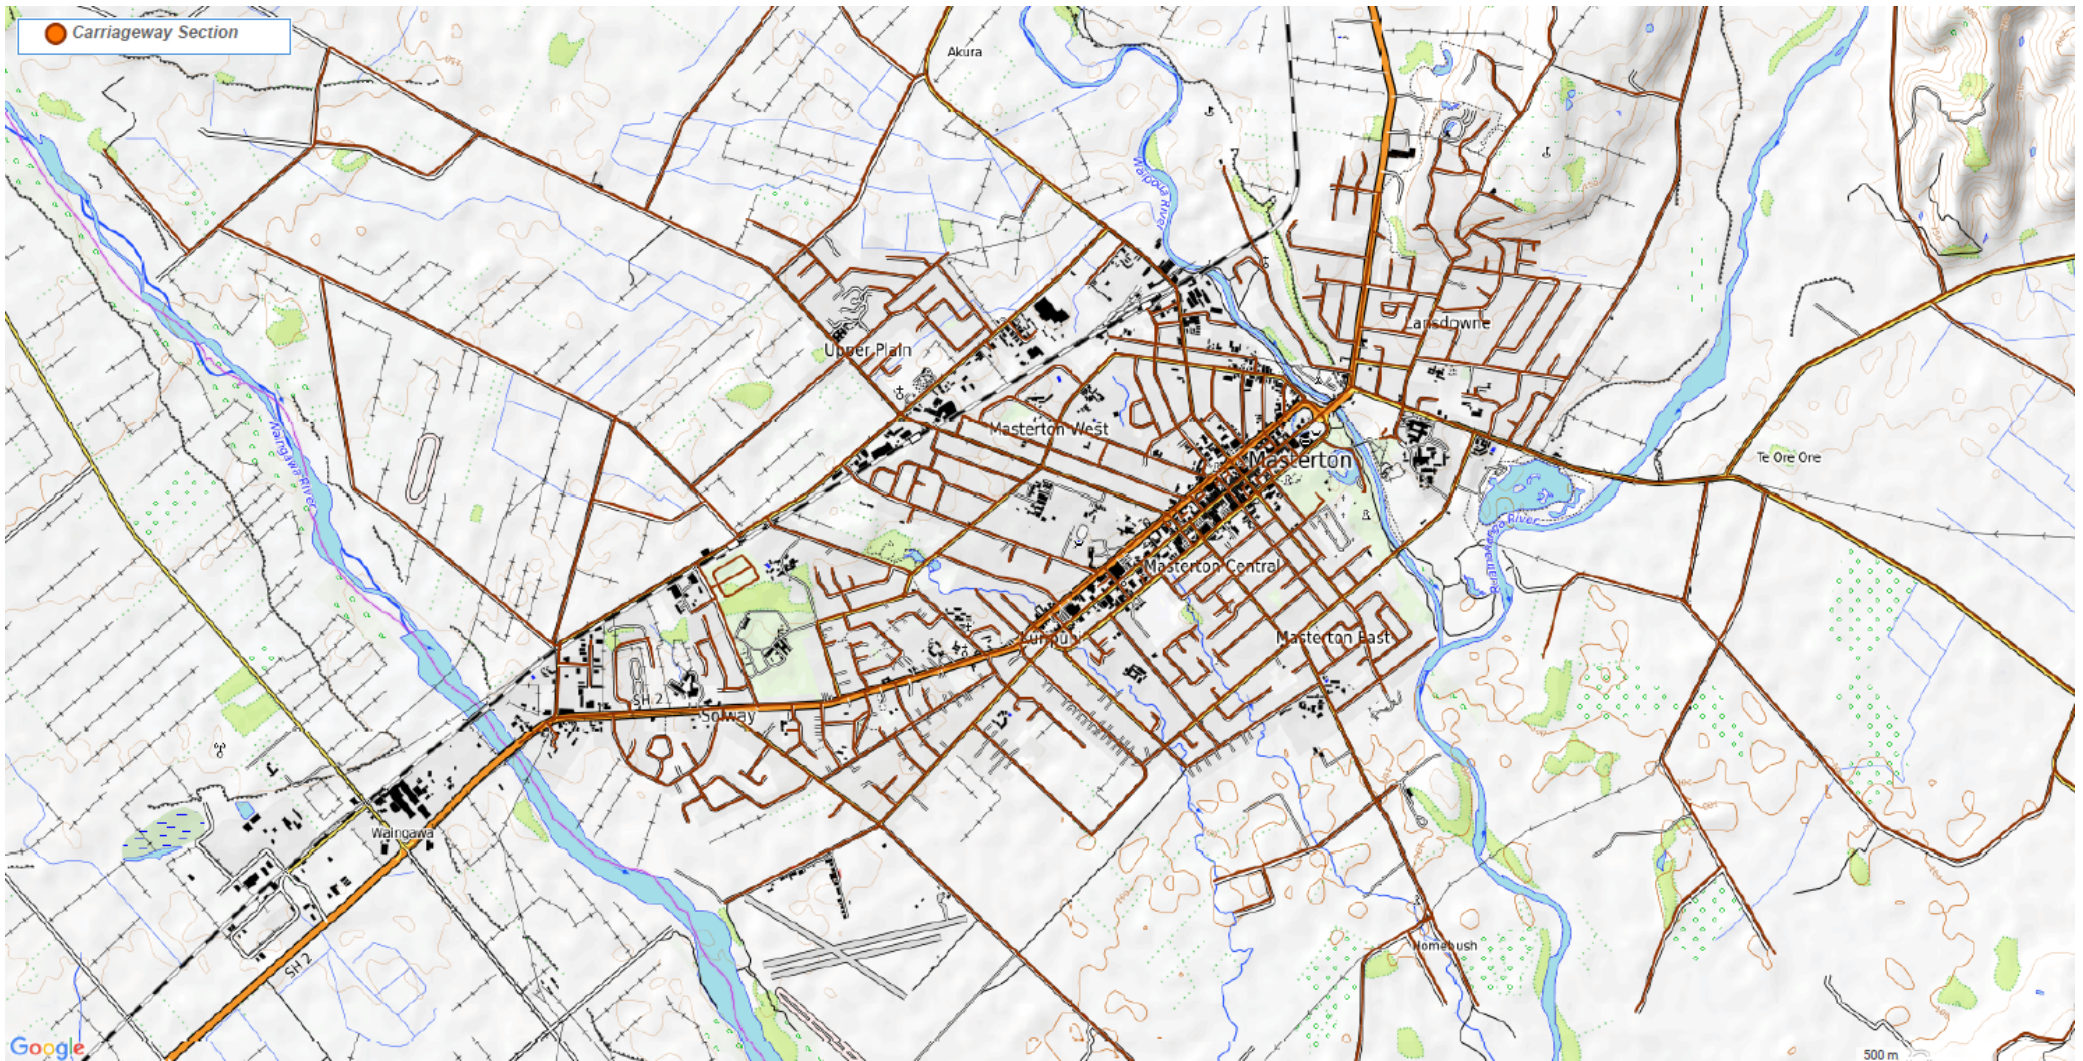 Carriageway Section
Akura
Waipoua River
Lansdowne
Upper Plain
Masterton West
Masterton
Te Ore Ore
Waingawa River
River
Masterton Central
Masterton East
SH 2
Solway
Waingawa
Homebush
SH 2
Google
500 m